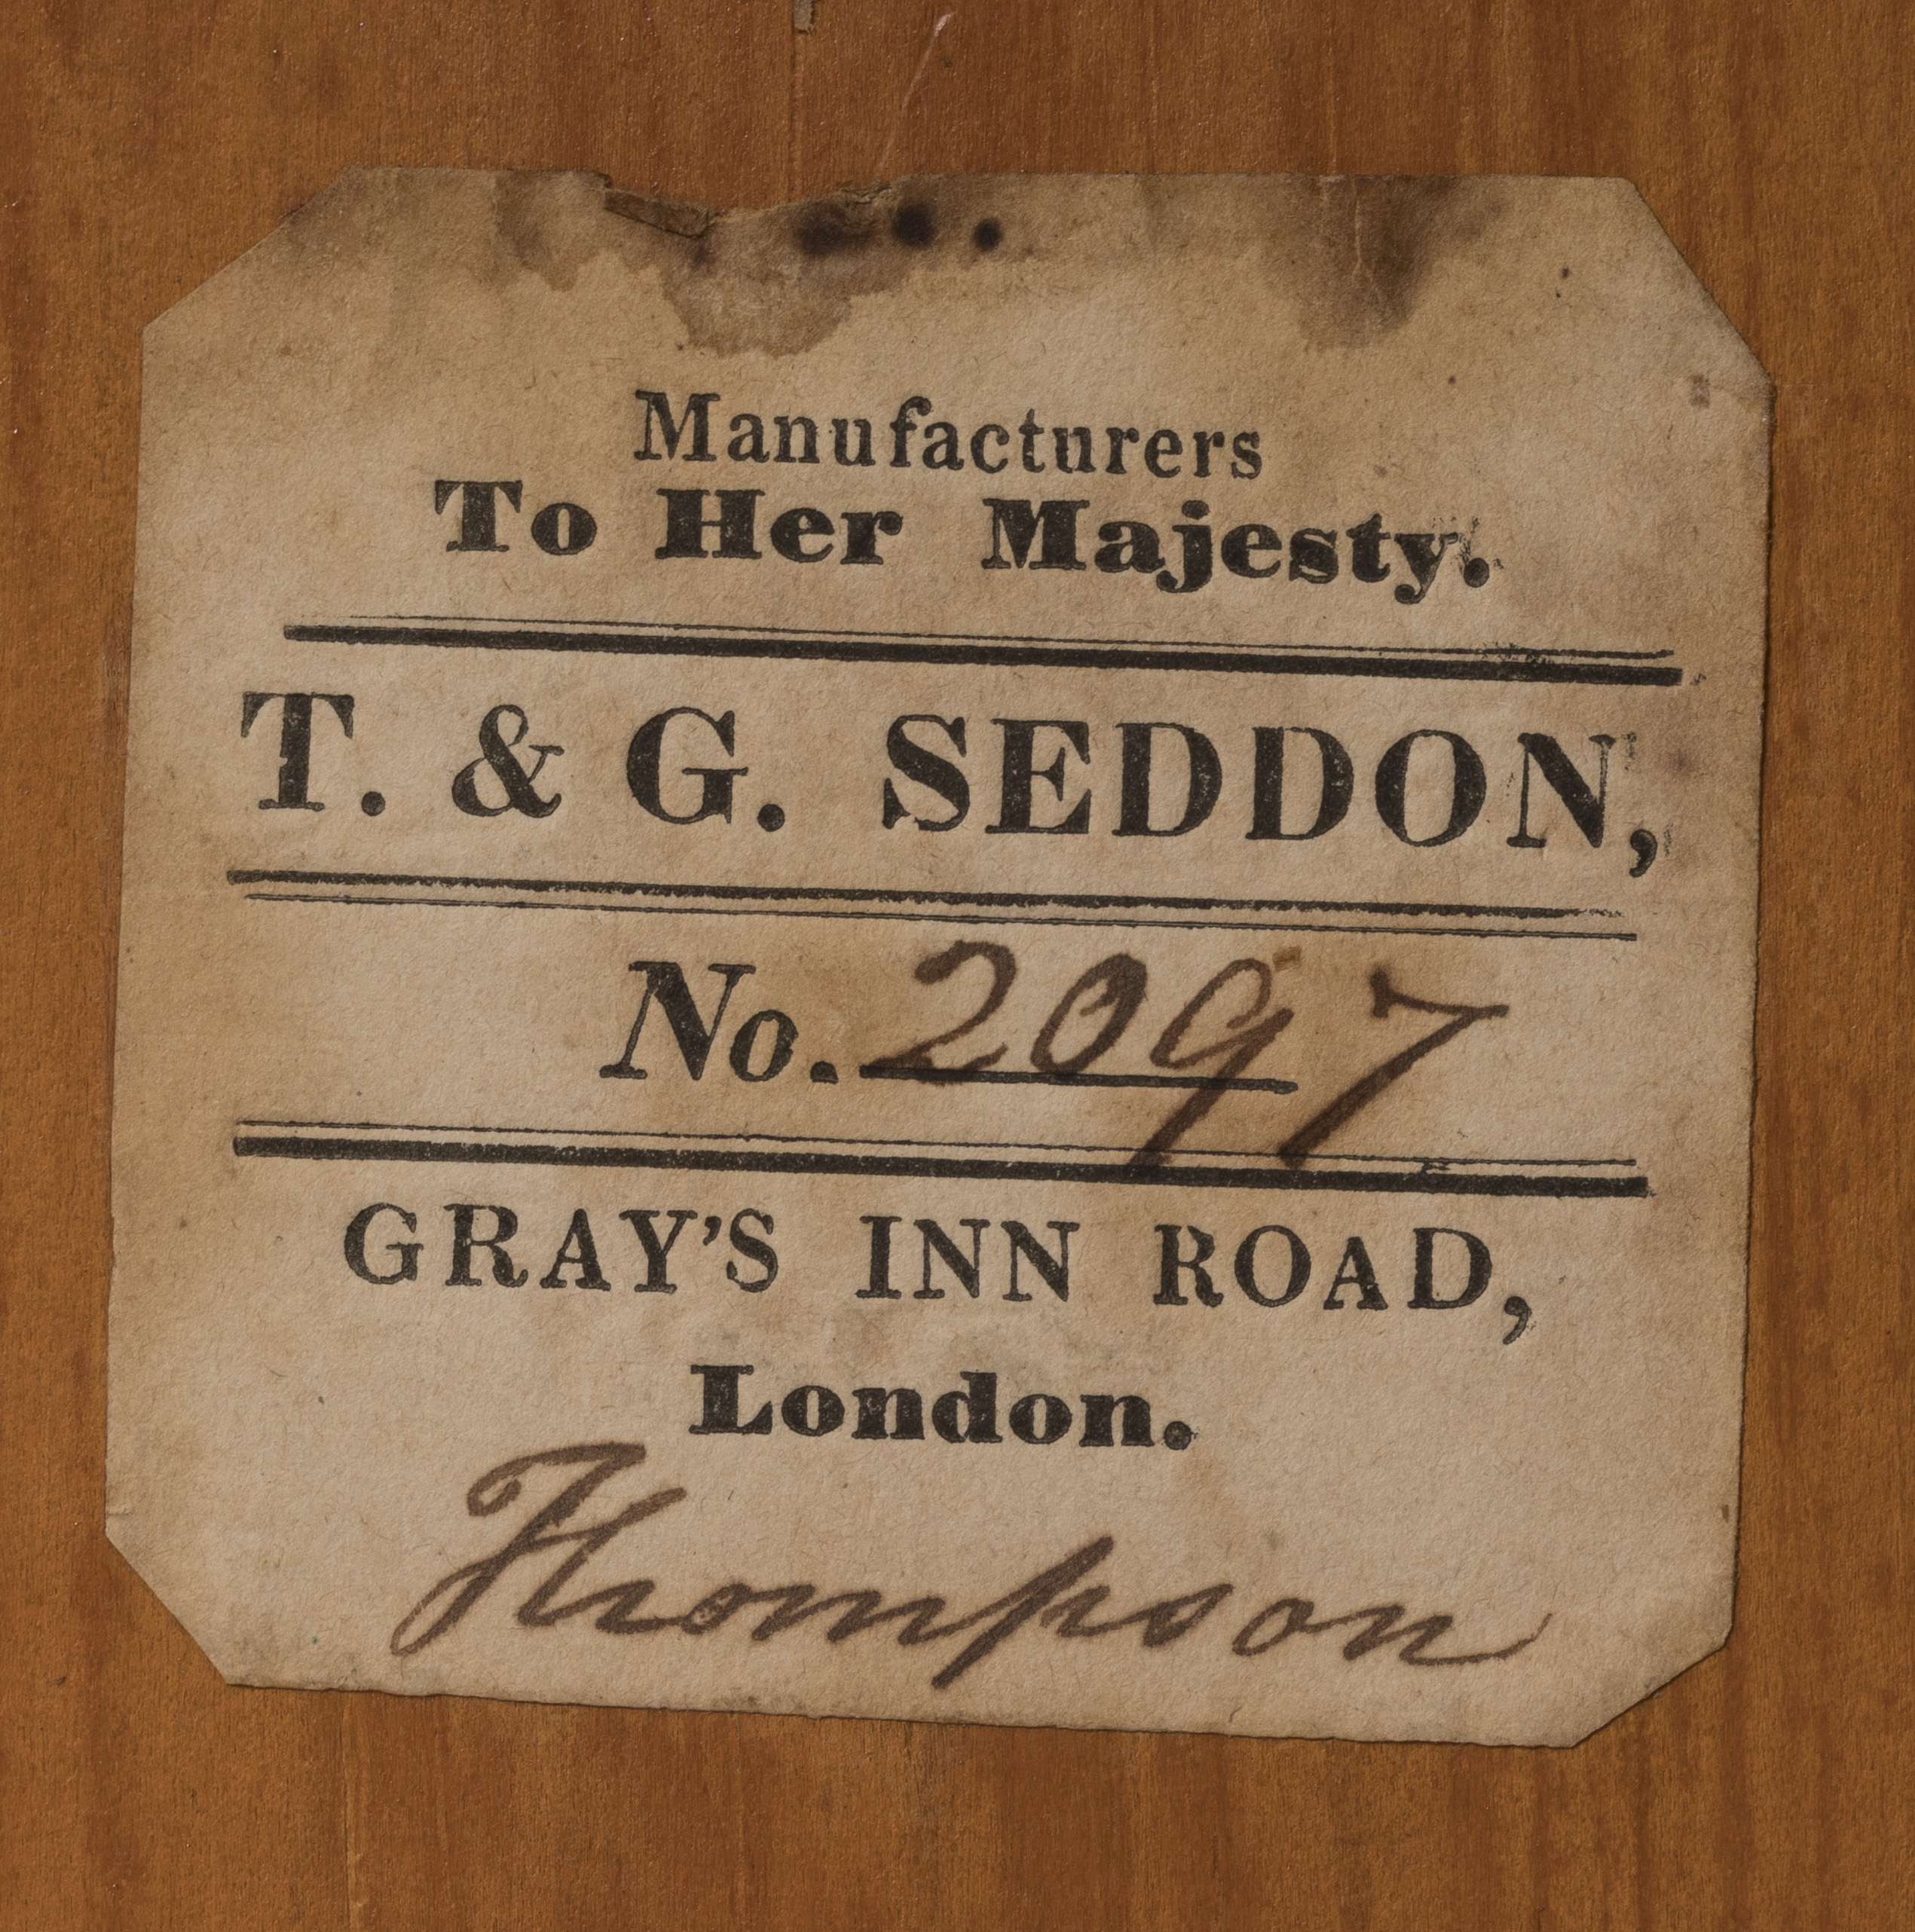 Manufacturers
To Her Majesty.
T. & G. SEDDON,
No. 2097
GRAY'S INN ROAD,
London.
Thompson